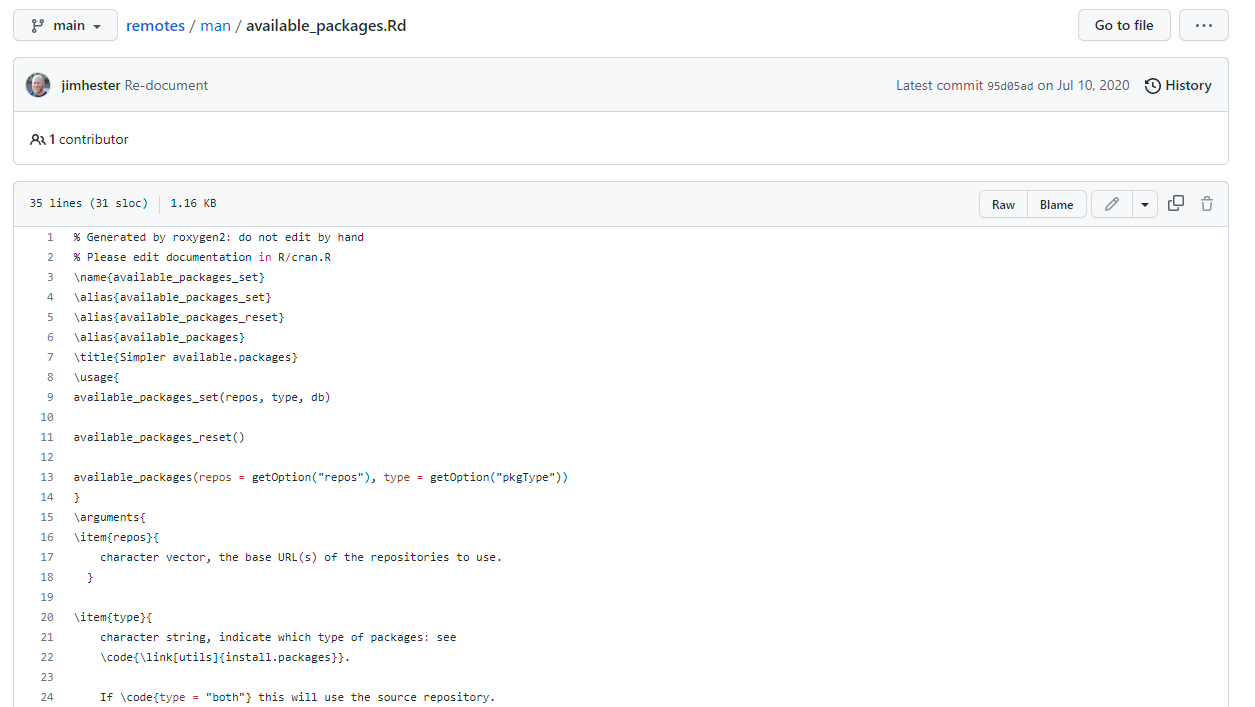 main remotes / man / available_packages.Rd Go to file ...
jimhester Re-document Latest commit 95d05ad on Jul 10, 2020 History
1 contributor
35 lines (31 sloc) 1.16 KB Raw Blame
1 % Generated by roxygen2: do not edit by hand
2 % Please edit documentation in R/cran.R
3 \name{available_packages_set}
4 \alias{available_packages_set}
5 \alias{available_packages_reset}
6 \alias{available_packages}
7 \title{Simpler available.packages}
8 \usage{
9 available_packages_set(repos, type, db)
10
11 available_packages_reset()
12
13 available_packages(repos = getOption("repos"), type = getOption("pkgType"))
14 }
15 \arguments{
16 \item{repos}{
17 character vector, the base URL(s) of the repositories to use.
18 }
19
20 \item{type}{
21 character string, indicate which type of packages: see
22 \code{\link[utils]{install.packages}}.
23
24 If \code{type = "both"} this will use the source repository.